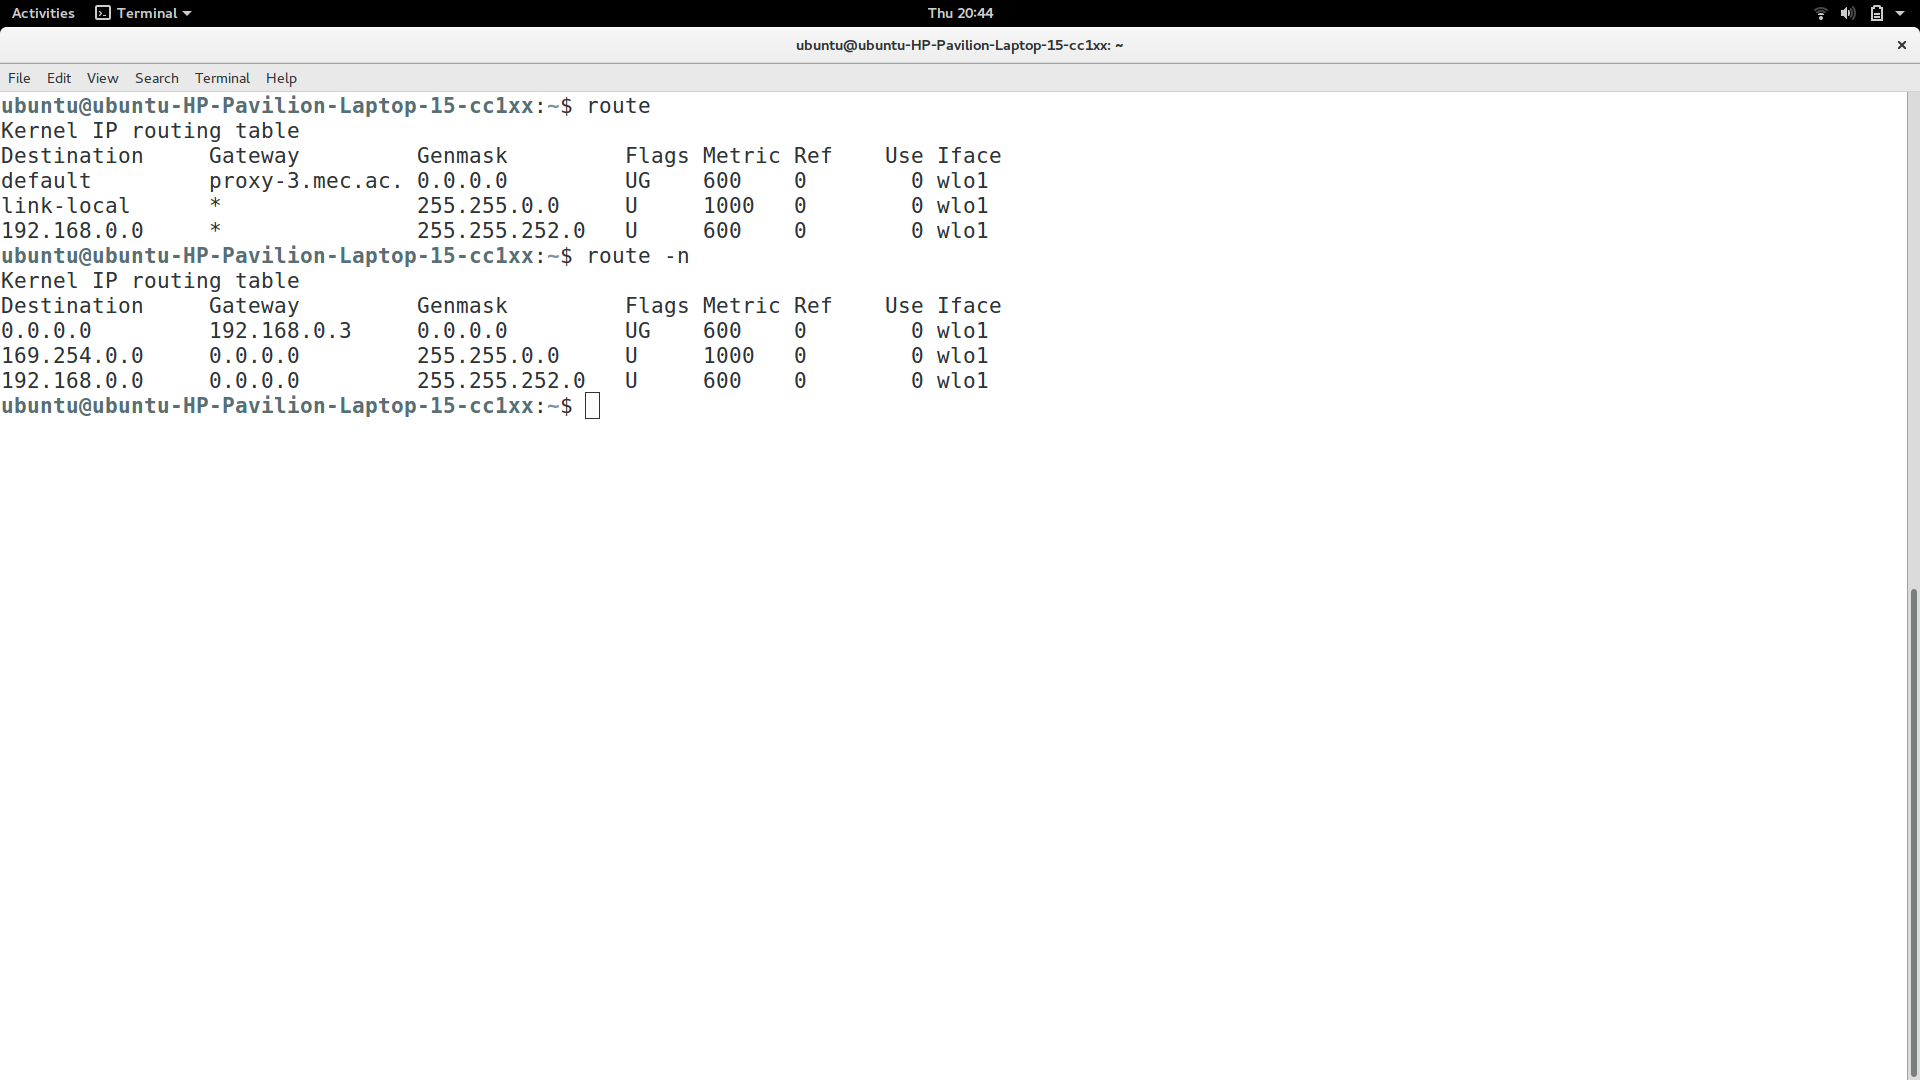 Activities Terminal Thu 20:44
ubuntu@ubuntu-HP-Pavilion-Laptop-15-cc1xx: ~
File Edit View Search Terminal Help
ubuntu@ubuntu-HP-Pavilion-Laptop-15-cc1xx:~$ route
Kernel IP routing table
Destination     Gateway         Genmask         Flags Metric Ref    Use Iface
default         proxy-3.mec.ac. 0.0.0.0         UG    600    0        0 wlo1
link-local      *               255.255.0.0     U     1000   0        0 wlo1
192.168.0.0     *               255.255.252.0   U     600    0        0 wlo1
ubuntu@ubuntu-HP-Pavilion-Laptop-15-cc1xx:~$ route -n
Kernel IP routing table
Destination     Gateway         Genmask         Flags Metric Ref    Use Iface
0.0.0.0         192.168.0.3     0.0.0.0         UG    600    0        0 wlo1
169.254.0.0     0.0.0.0         255.255.0.0     U     1000   0        0 wlo1
192.168.0.0     0.0.0.0         255.255.252.0   U     600    0        0 wlo1
ubuntu@ubuntu-HP-Pavilion-Laptop-15-cc1xx:~$